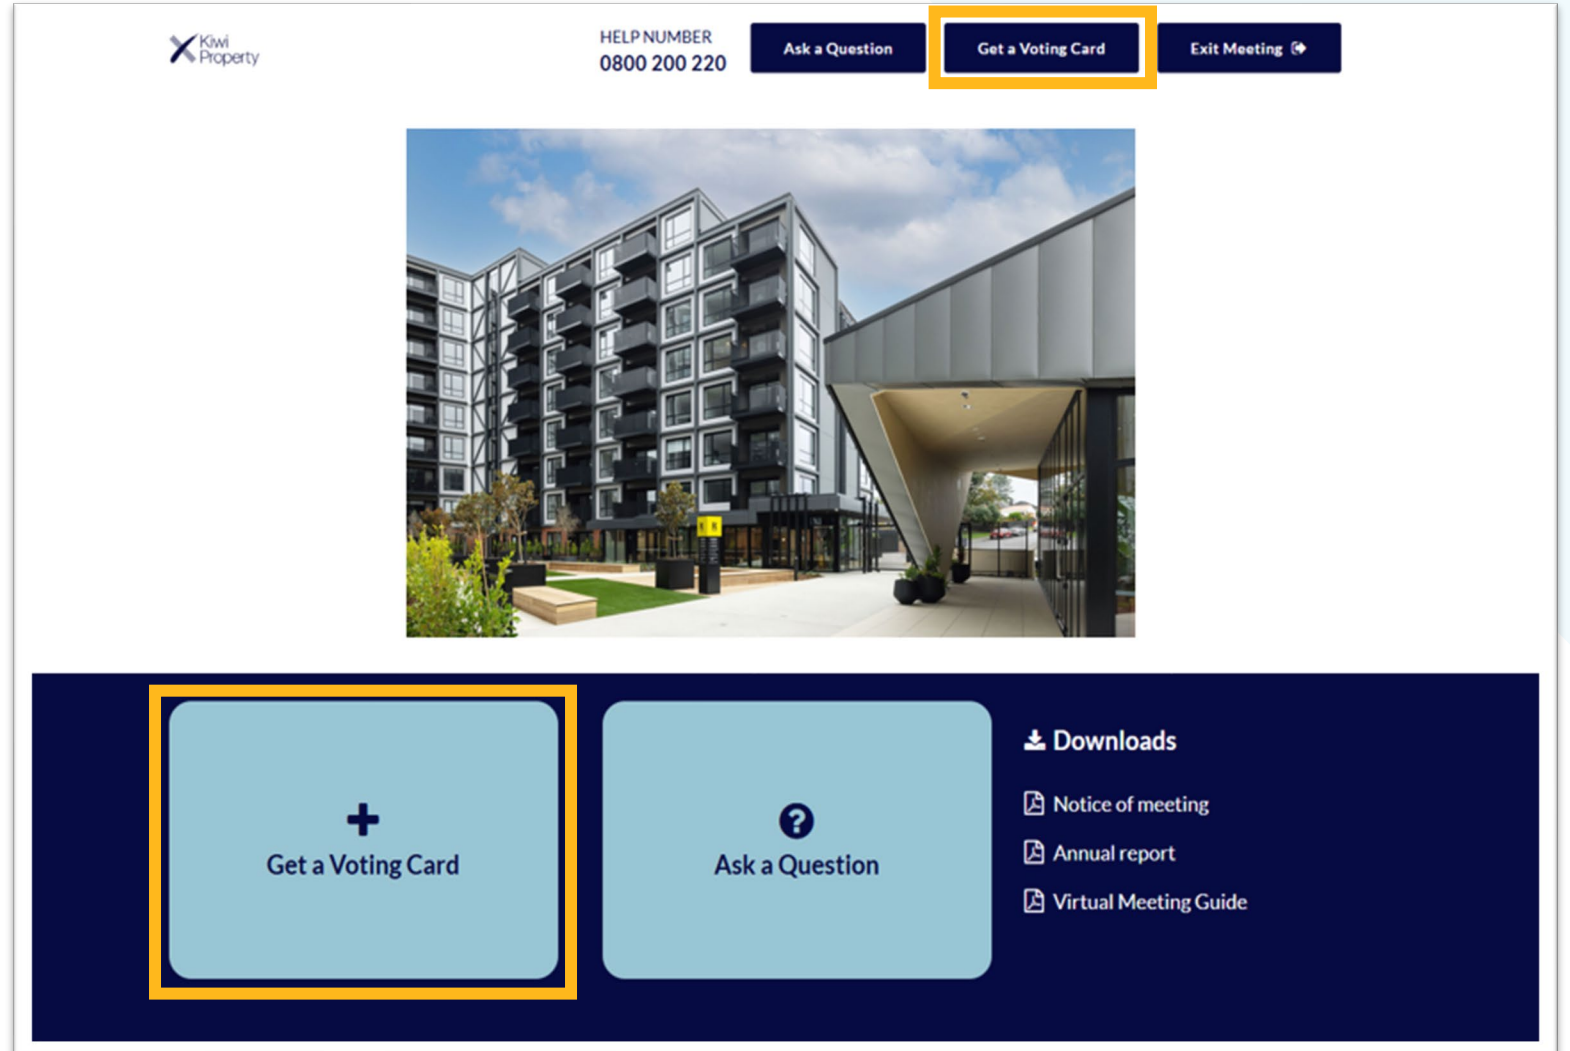 Kiwi
Property
HELP NUMBER
0800 200 220
Ask a Question
Get a Voting Card
Exit Meeting
Get a Voting Card
Ask a Question
Downloads
Notice of meeting
Annual report
Virtual Meeting Guide